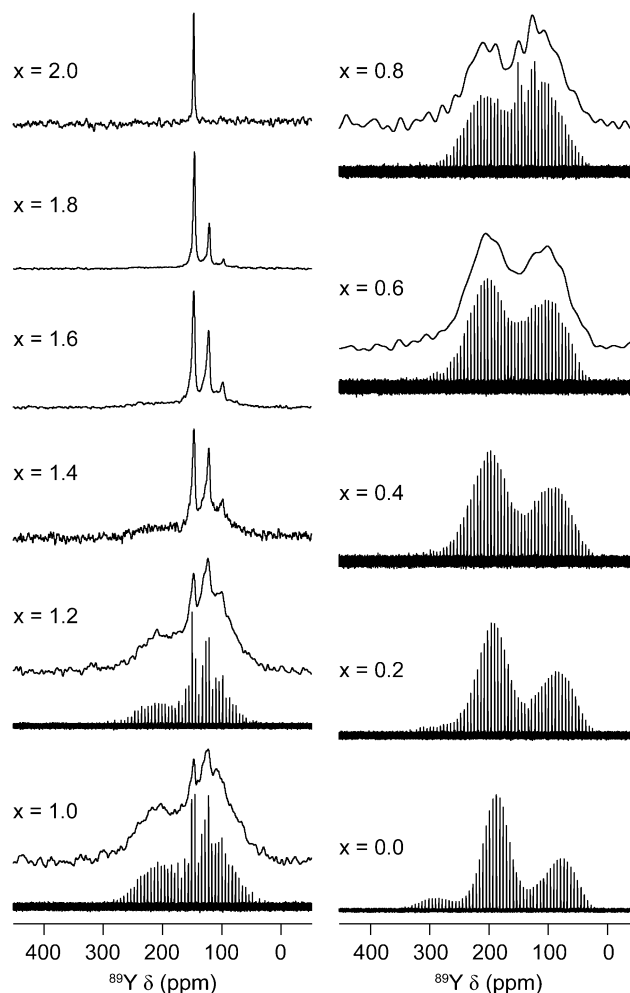 x = 2.0
x = 1.8
x = 1.6
x = 1.4
x = 1.2
x = 1.0
400 300 200 100 0
⁸⁹Y δ (ppm)
x = 0.8
x = 0.6
x = 0.4
x = 0.2
x = 0.0
400 300 200 100 0
⁸⁹Y δ (ppm)